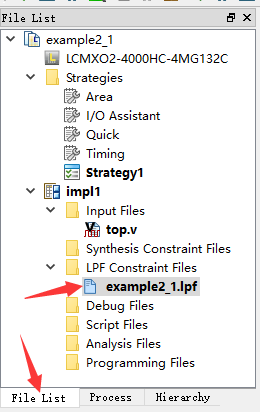 File List
example2_1
LCMXO2-4000HC-4MG132C
Strategies
Area
I/O Assistant
Quick
Timing
Strategy1
impl1
Input Files
top.v
Synthesis Constraint Files
LPF Constraint Files
example2_1.lpf
Debug Files
Script Files
Analysis Files
Programming Files
File List Process Hierarchy